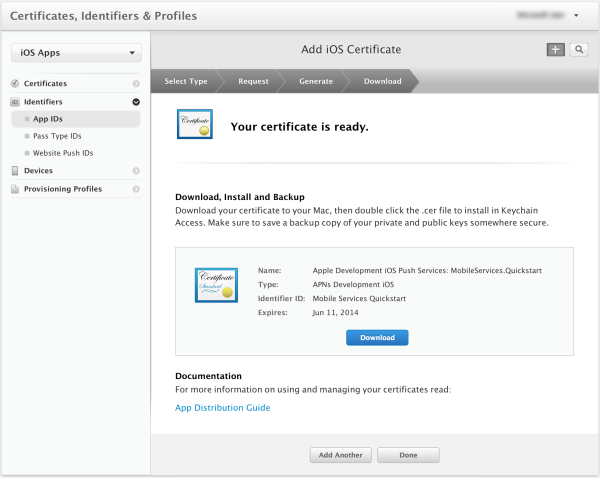 Certificates, Identifiers & Profiles
iOS Apps
Certificates
Identifiers
App IDs
Pass Type IDs
Website Push IDs
Devices
Provisioning Profiles
Add iOS Certificate
Select Type
Request
Generate
Download
Certificate
Your certificate is ready.
Download, Install and Backup
Download your certificate to your Mac, then double click the .cer file to install in Keychain
Access. Make sure to save a backup copy of your private and public keys somewhere secure.
Certificate
Standard
Name: Apple Development iOS Push Services: MobileServices.Quickstart
Type: APNs Development iOS
Identifier ID: Mobile Services Quickstart
Expires: Jun 11, 2014
Download
Documentation
For more information on using and managing your certificates read:
App Distribution Guide
Add Another
Done